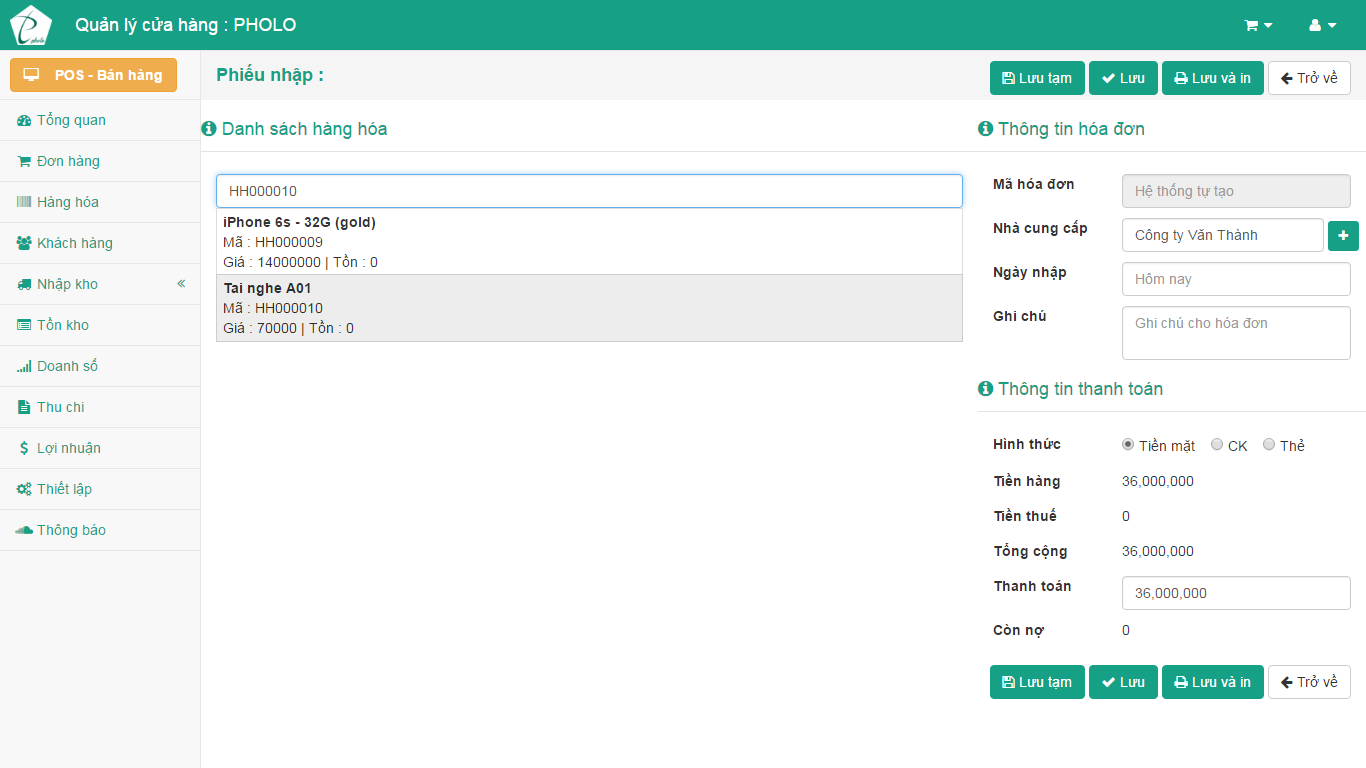 pholo
Quản lý cửa hàng : PHOLO
POS - Bán hàng
Tổng quan
Đơn hàng
Hàng hóa
Khách hàng
Nhập kho
Tồn kho
Doanh số
Thu chi
Lợi nhuận
Thiết lập
Thông báo
Phiếu nhập :
Lưu tạm
Lưu
Lưu và in
Trở về
Danh sách hàng hóa
HH000010
iPhone 6s - 32G (gold)
Mã : HH000009
Giá : 14000000 | Tồn : 0
Tai nghe A01
Mã : HH000010
Giá : 70000 | Tồn : 0
Thông tin hóa đơn
Mã hóa đơn Hệ thống tự tạo
Nhà cung cấp Công ty Văn Thành
Ngày nhập Hôm nay
Ghi chú Ghi chú cho hóa đơn
Thông tin thanh toán
Hình thức Tiền mặt CK Thẻ
Tiền hàng 36,000,000
Tiền thuế 0
Tổng cộng 36,000,000
Thanh toán 36,000,000
Còn nợ 0
Lưu tạm
Lưu
Lưu và in
Trở về